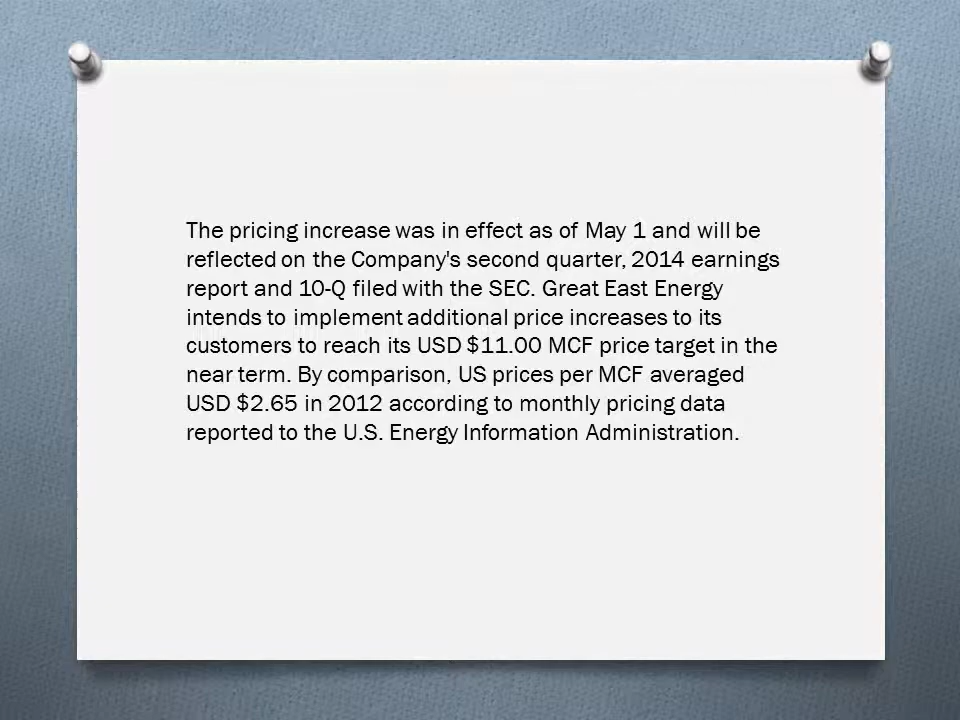 The pricing increase was in effect as of May 1 and will be
reflected on the Company's second quarter, 2014 earnings
report and 10-Q filed with the SEC. Great East Energy
intends to implement additional price increases to its
customers to reach its USD $11.00 MCF price target in the
near term. By comparison, US prices per MCF averaged
USD $2.65 in 2012 according to monthly pricing data
reported to the U.S. Energy Information Administration.